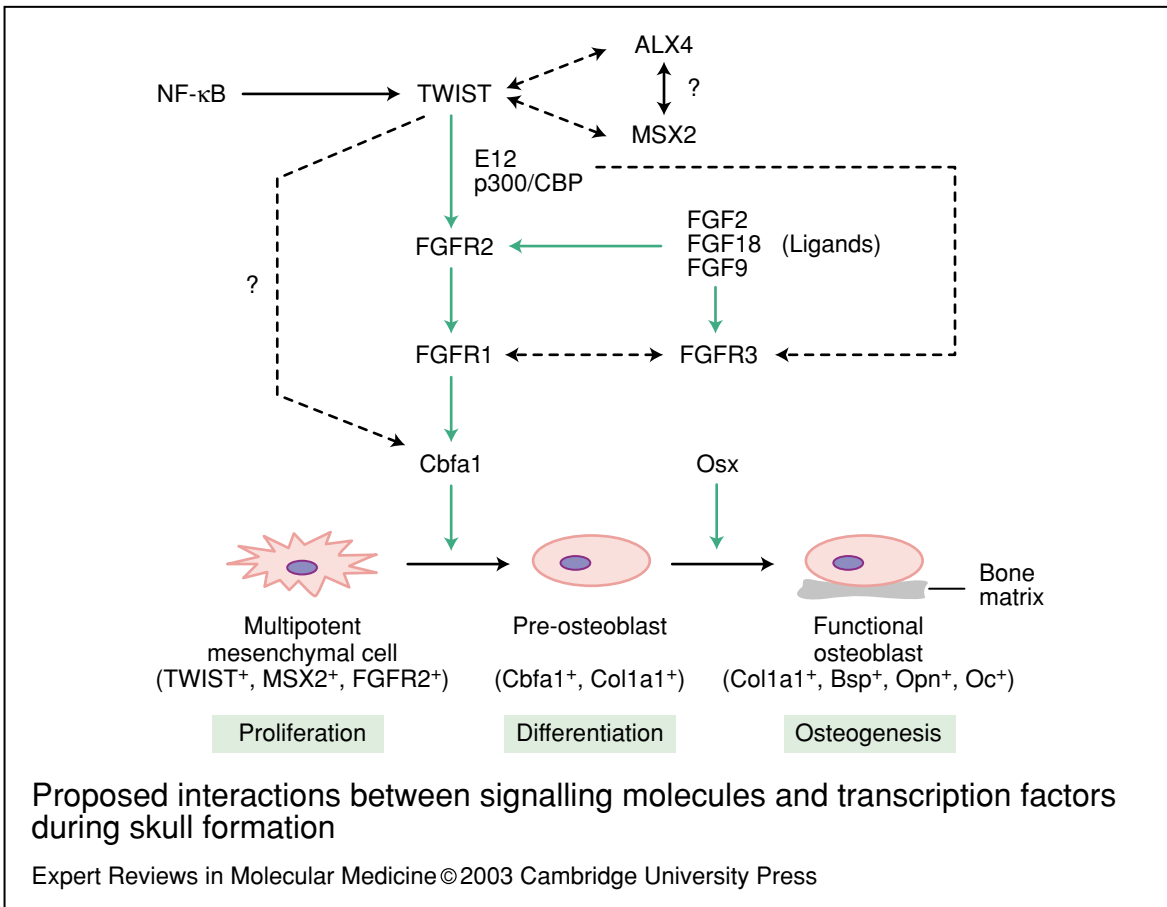 ALX4
NF-κB
TWIST
?
MSX2
E12
p300/CBP
FGF2
FGFR2
FGF18 (Ligands)
FGF9
?
FGFR1
FGFR3
Cbfa1
Osx
Bone
matrix
Multipotent
mesenchymal cell
(TWIST⁺, MSX2⁺, FGFR2⁺)
Pre-osteoblast
(Cbfa1⁺, Col1a1⁺)
Functional
osteoblast
(Col1a1⁺, Bsp⁺, Opn⁺, Oc⁺)
Proliferation
Differentiation
Osteogenesis
Proposed interactions between signalling molecules and transcription factors
during skull formation
Expert Reviews in Molecular Medicine © 2003 Cambridge University Press